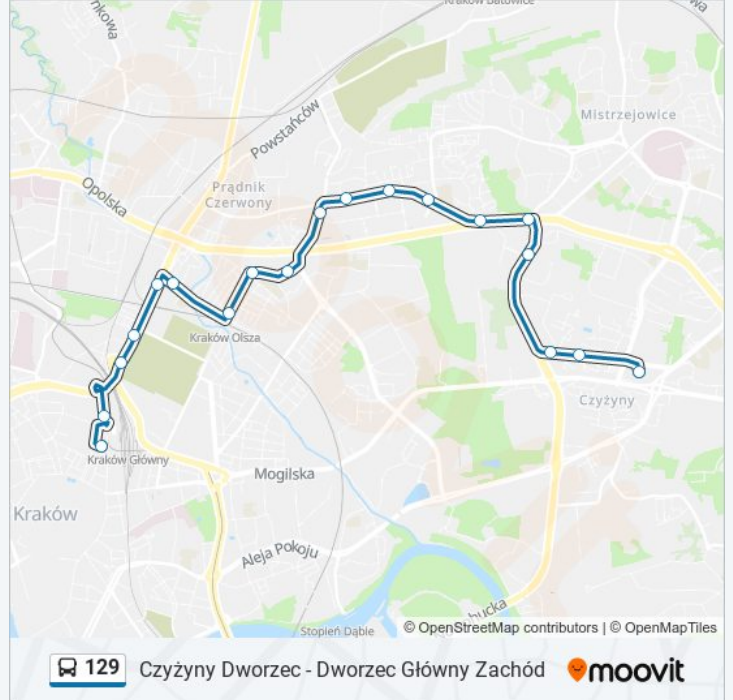 Kraków Batowice
Mistrzejowice
Powstańców
Opolska
Prądnik
Czerwony
Kraków Olsza
Czyżyny
Kraków Główny
Mogilska
Kraków
Aleja Pokoju
Stopień Dąbie
© OpenStreetMap contributors | © OpenMapTiles
129 Czyżyny Dworzec - Dworzec Główny Zachód moovit